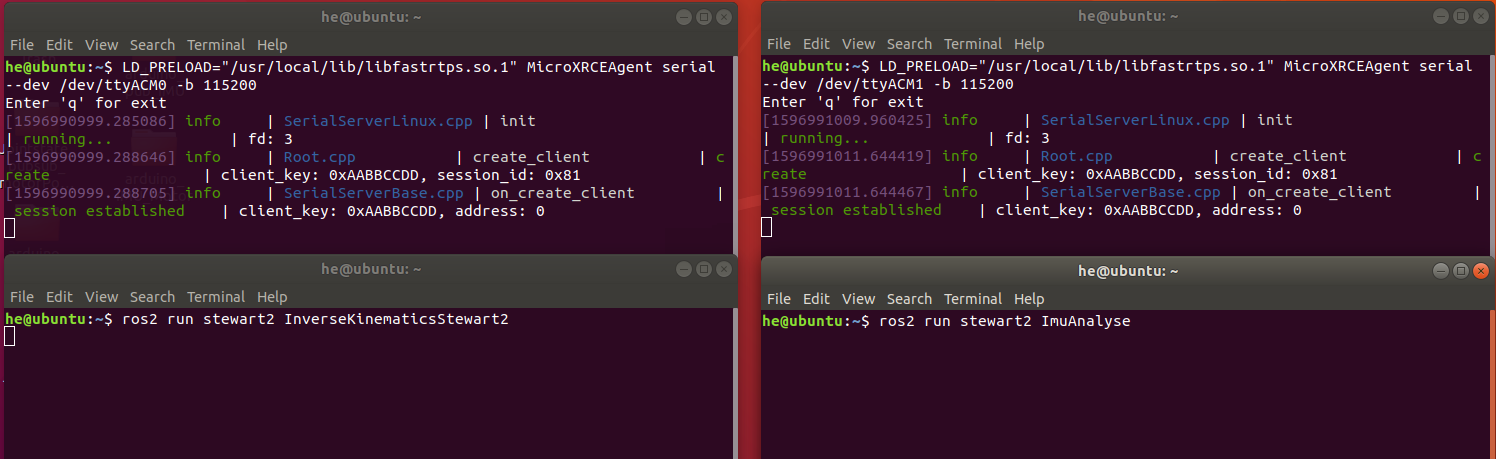 he@ubuntu: ~
File Edit View Search Terminal Help
he@ubuntu:~$ LD_PRELOAD="/usr/local/lib/libfastrtps.so.1" MicroXRCEAgent serial
--dev /dev/ttyACM0 -b 115200
Enter 'q' for exit
[1596990999.285086] info     | SerialServerLinux.cpp | init
| running...             | fd: 3
[1596990999.288646] info     | Root.cpp           | create_client            | c
reate                 | client_key: 0xAABBCCDD, session_id: 0x81
[1596990999.288705] info     | SerialServerBase.cpp | on_create_client         |
 session established    | client_key: 0xAABBCCDD, address: 0
he@ubuntu: ~
File Edit View Search Terminal Help
he@ubuntu:~$ LD_PRELOAD="/usr/local/lib/libfastrtps.so.1" MicroXRCEAgent serial
--dev /dev/ttyACM1 -b 115200
Enter 'q' for exit
[1596991009.960425] info     | SerialServerLinux.cpp | init
| running...             | fd: 3
[1596991011.644419] info     | Root.cpp           | create_client            | c
reate                 | client_key: 0xAABBCCDD, session_id: 0x81
[1596991011.644467] info     | SerialServerBase.cpp | on_create_client         |
 session established    | client_key: 0xAABBCCDD, address: 0
he@ubuntu: ~
File Edit View Search Terminal Help
he@ubuntu:~$ ros2 run stewart2 InverseKinematicsStewart2
he@ubuntu: ~
File Edit View Search Terminal Help
he@ubuntu:~$ ros2 run stewart2 ImuAnalyse